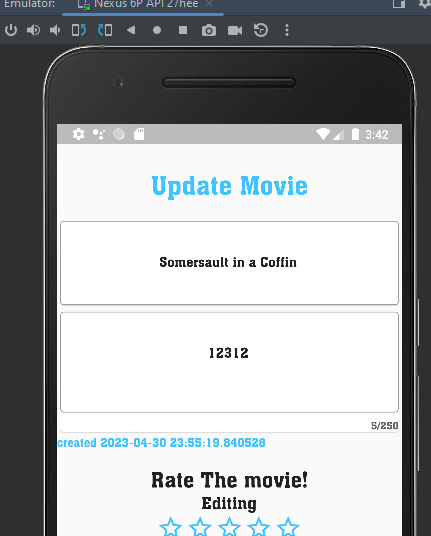 Emulator: Nexus 6P API 27hee
3:42
Update Movie
Somersault in a Coffin
12312
5/250
created 2023-04-30 23:55:19.840528
Rate The movie!
Editing